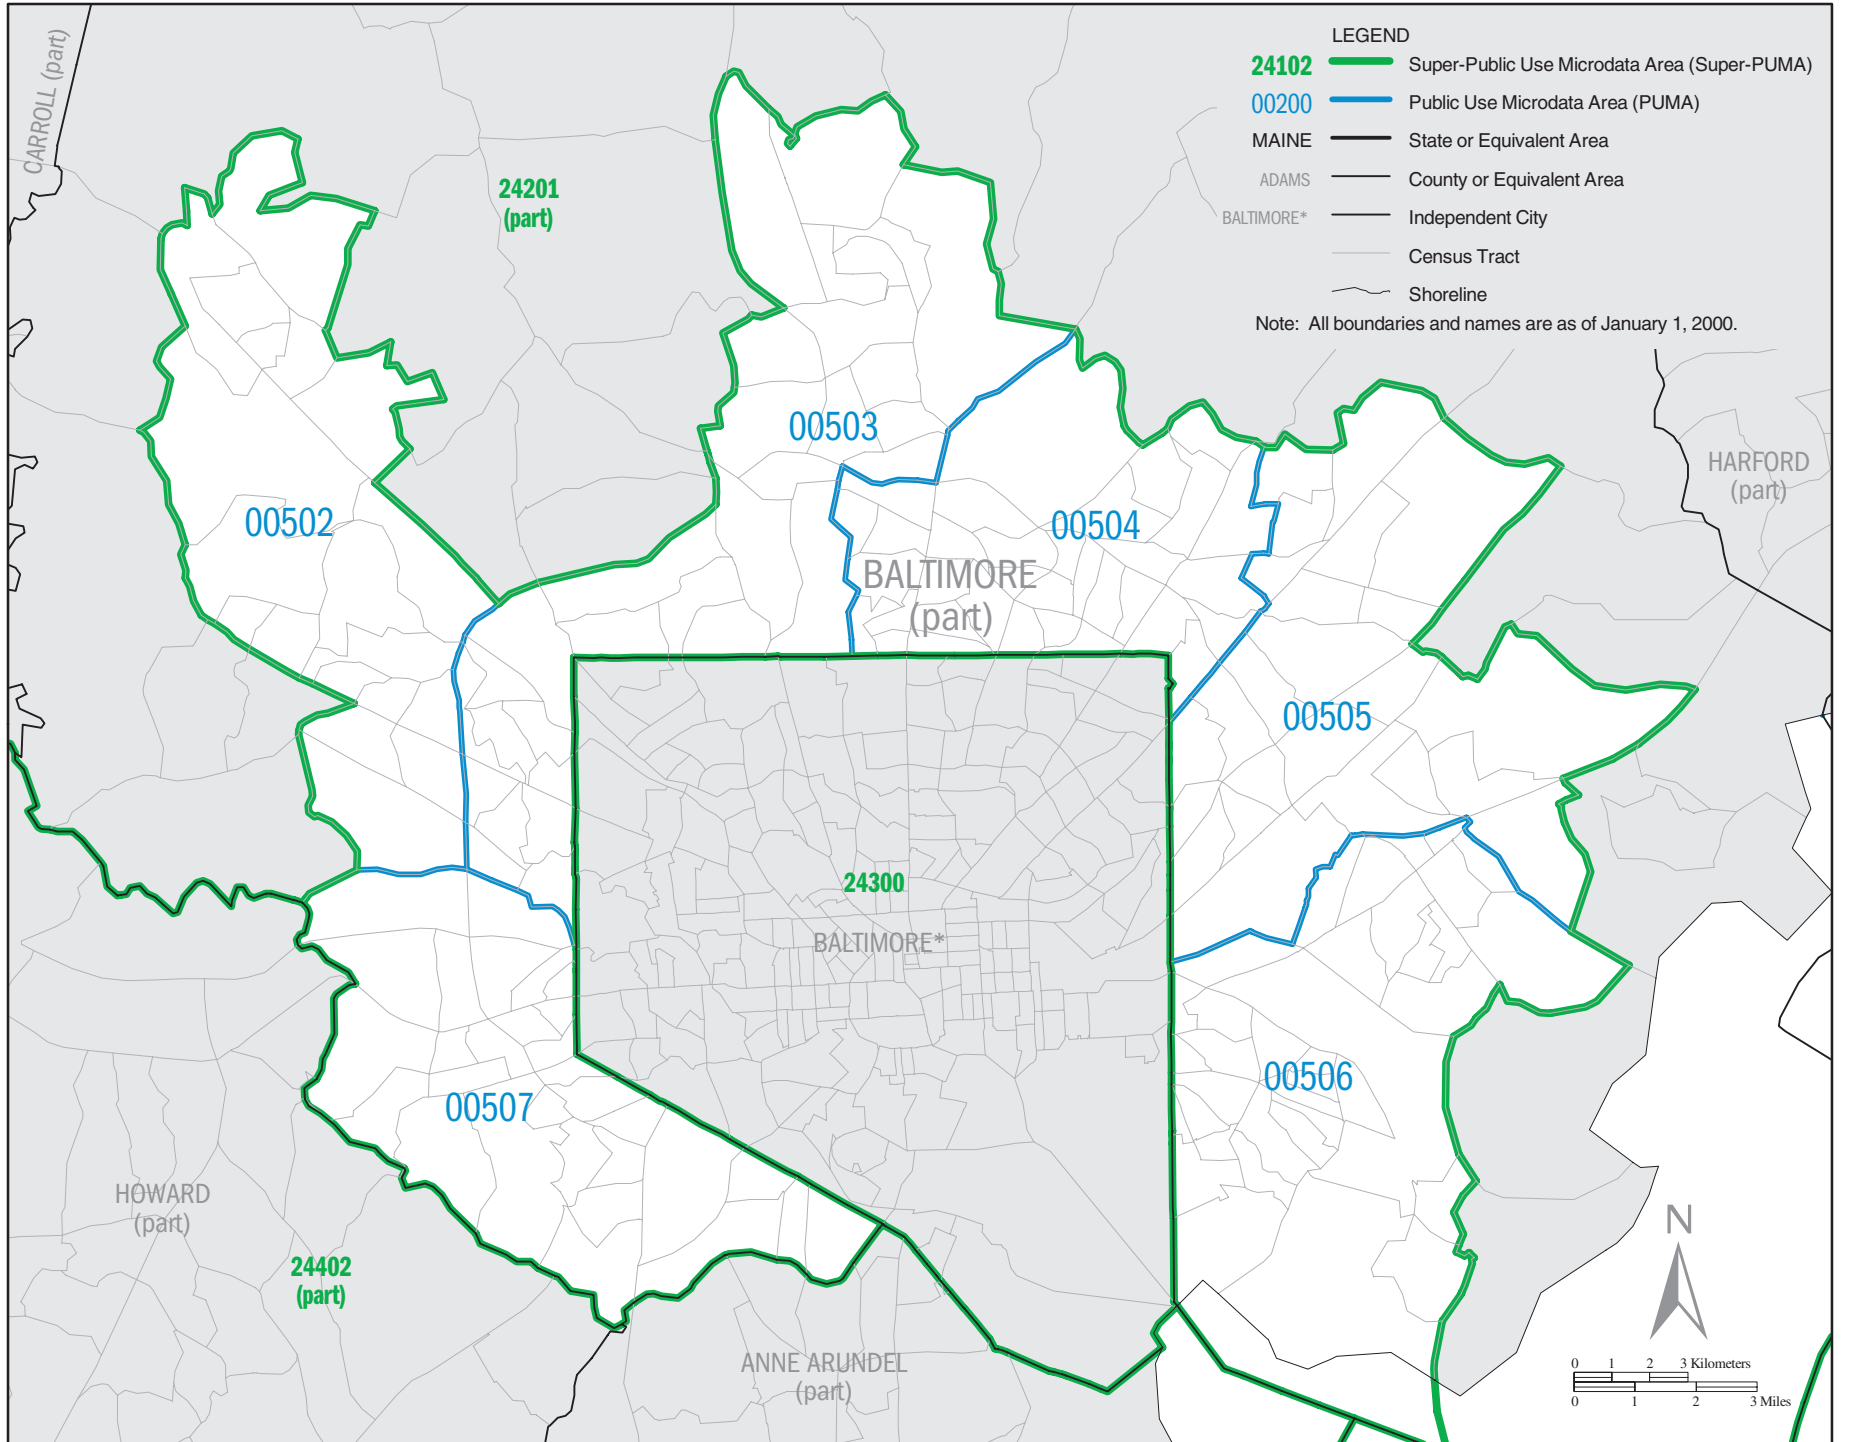 LEGEND
24102 Super-Public Use Microdata Area (Super-PUMA)
00200 Public Use Microdata Area (PUMA)
MAINE State or Equivalent Area
ADAMS County or Equivalent Area
BALTIMORE* Independent City
Census Tract
Shoreline
Note: All boundaries and names are as of January 1, 2000.
CARROLL (part)
24201
(part)
00503
HARFORD
(part)
00502
00504
BALTIMORE
(part)
00505
24300
BALTIMORE*
00506
00507
HOWARD
(part)
24402
(part)
ANNE ARUNDEL
(part)
N
0 1 2 3 Kilometers
0 1 2 3 Miles